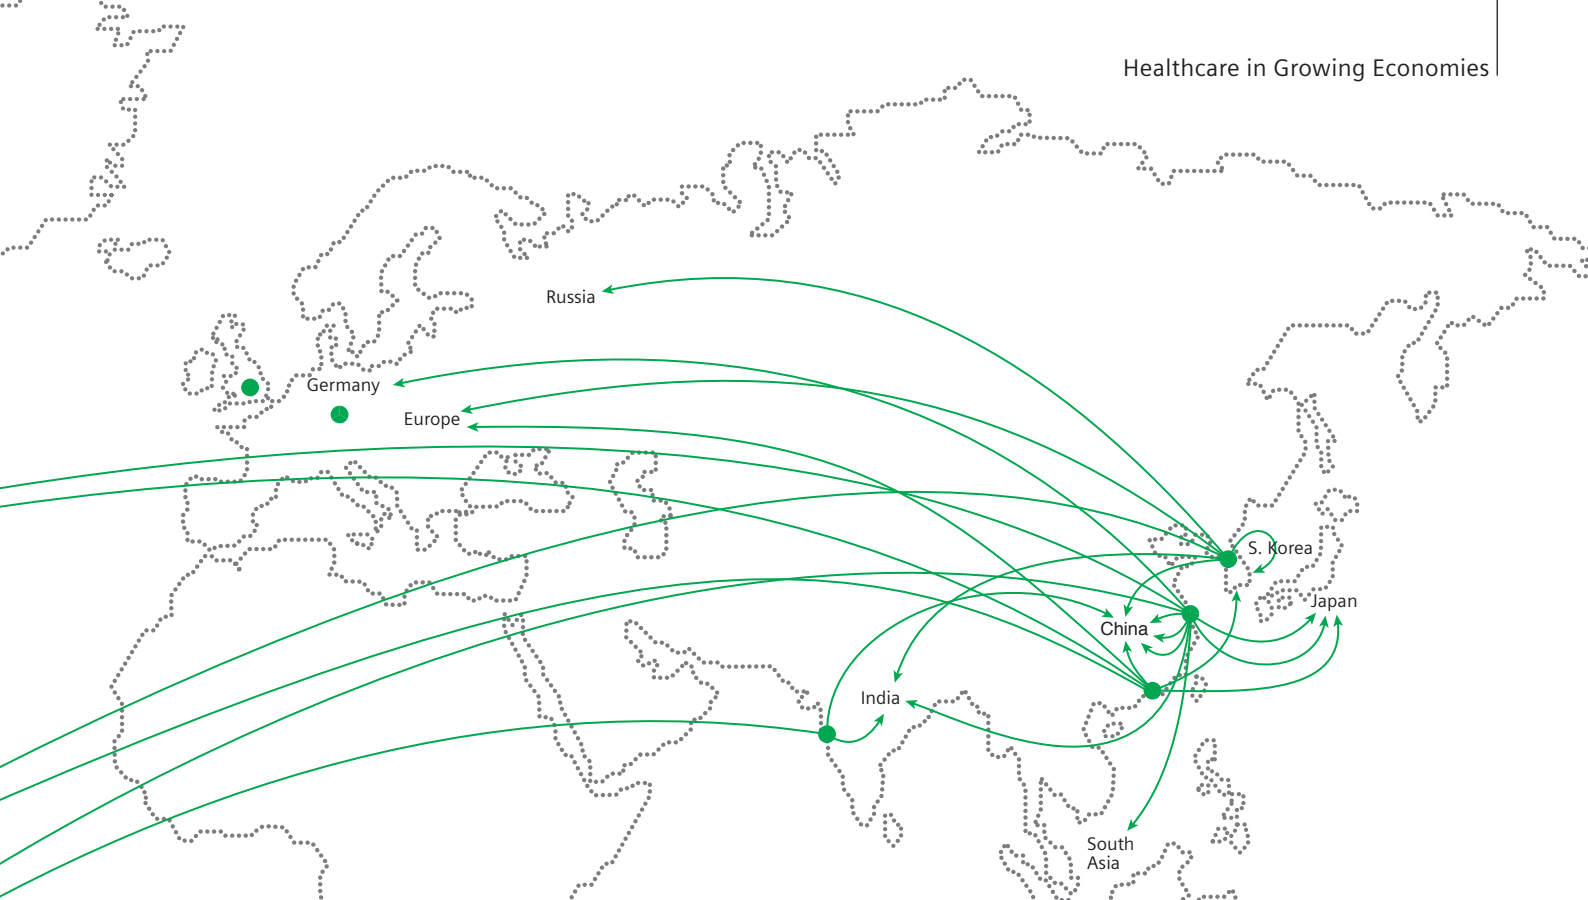 Healthcare in Growing Economies
Russia
Germany
Europe
S. Korea
Japan
China
India
South
Asia